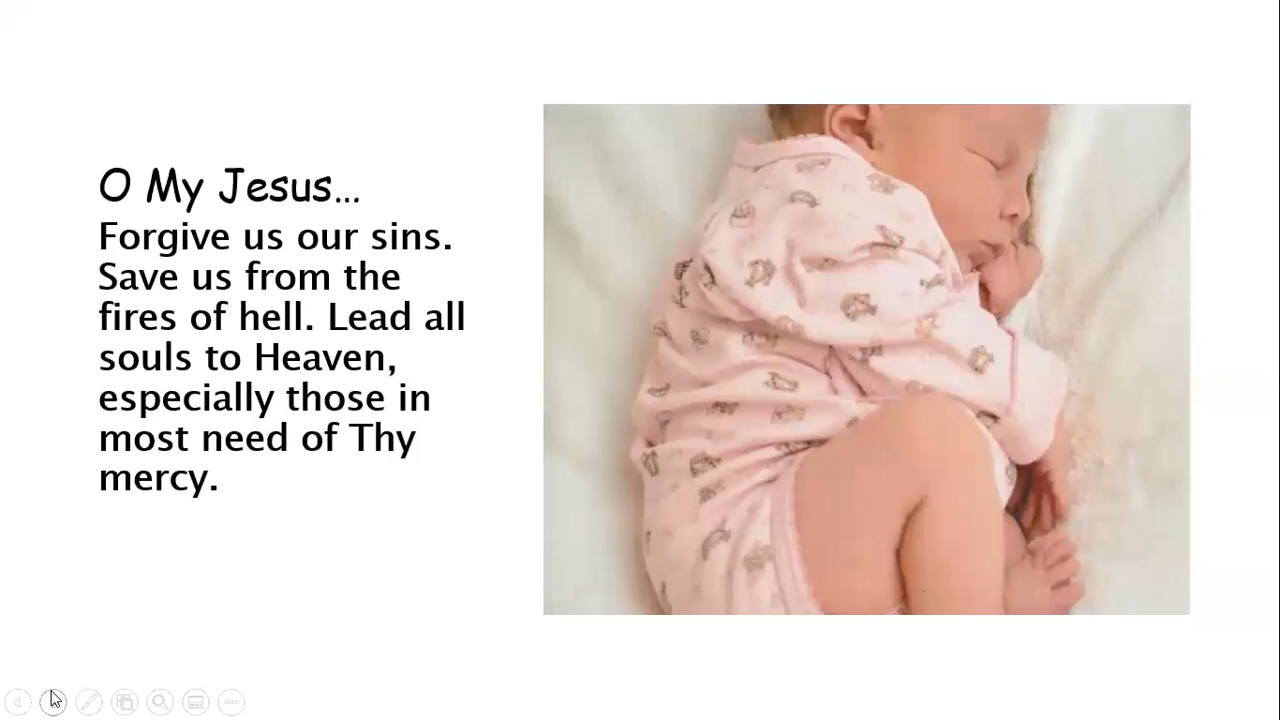 O My Jesus…
Forgive us our sins.
Save us from the
fires of hell. Lead all
souls to Heaven,
especially those in
most need of Thy
mercy.